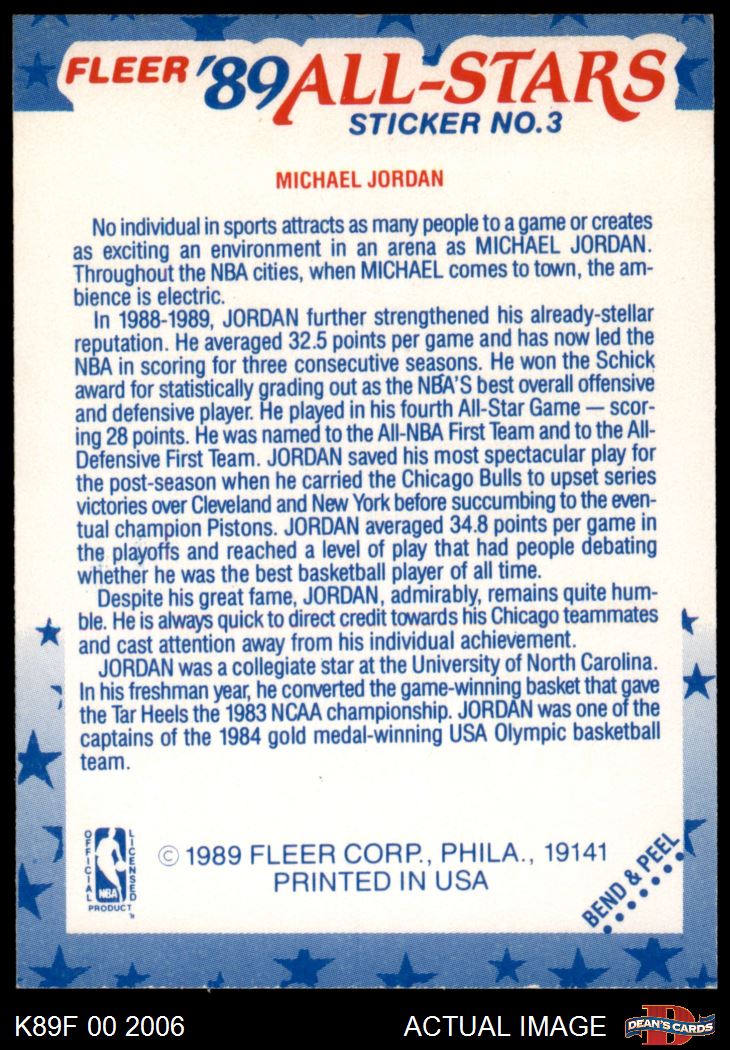 FLEER '89 ALL-STARS
STICKER NO.3
MICHAEL JORDAN
No individual in sports attracts as many people to a game or creates
as exciting an environment in an arena as MICHAEL JORDAN.
Throughout the NBA cities, when MICHAEL comes to town, the am-
bience is electric.
In 1988-1989, JORDAN further strengthened his already-stellar
reputation. He averaged 32.5 points per game and has now led the
NBA in scoring for three consecutive seasons. He won the Schick
award for statistically grading out as the NBA'S best overall offensive
and defensive player. He played in his fourth All-Star Game — scor-
ing 28 points. He was named to the All-NBA First Team and to the All-
Defensive First Team. JORDAN saved his most spectacular play for
the post-season when he carried the Chicago Bulls to upset series
victories over Cleveland and New York before succumbing to the even-
tual champion Pistons. JORDAN averaged 34.8 points per game in
the playoffs and reached a level of play that had people debating
whether he was the best basketball player of all time.
Despite his great fame, JORDAN, admirably, remains quite hum-
ble. He is always quick to direct credit towards his Chicago teammates
and cast attention away from his individual achievement.
JORDAN was a collegiate star at the University of North Carolina.
In his freshman year, he converted the game-winning basket that gave
the Tar Heels the 1983 NCAA championship. JORDAN was one of the
captains of the 1984 gold medal-winning USA Olympic basketball
team.
OFFICIAL LICENSED
NBA
PRODUCT
© 1989 FLEER CORP., PHILA., 19141
PRINTED IN USA
BEND & PEEL
K89F 00 2006
ACTUAL IMAGE
D
DEAN'S CARDS